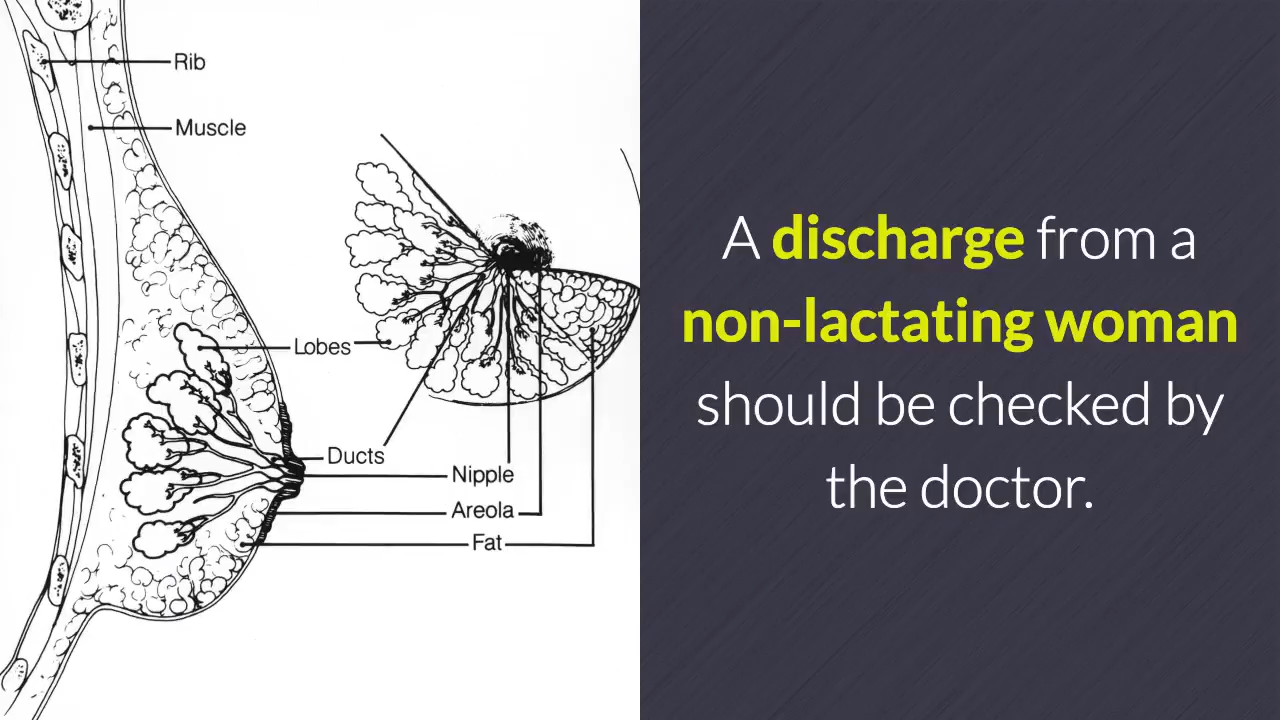 Rib
Muscle
Lobes
Ducts
Nipple
Areola
Fat
A discharge from a
non-lactating woman
should be checked by
the doctor.